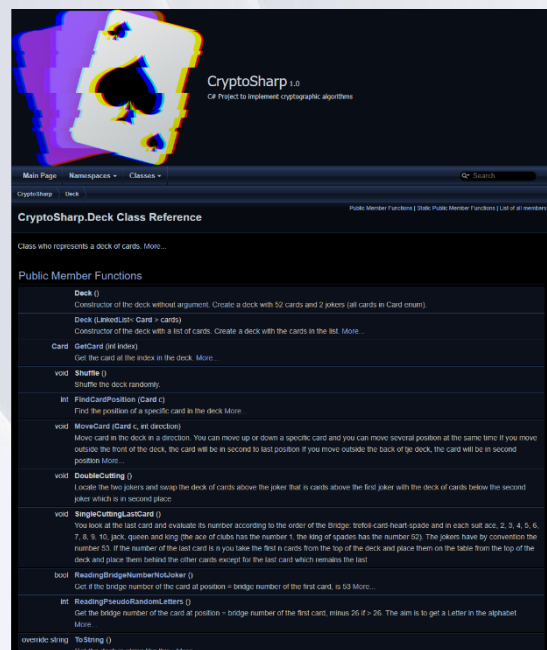 CryptoSharp 1.0
C# Project to implement cryptographic algorithms
Main Page Namespaces Classes Search
CryptoSharp Deck
Public Member Functions | Static Public Member Functions | List of all members
CryptoSharp.Deck Class Reference
Class who represents a deck of cards. More...
Public Member Functions
Deck ()
Constructor of the deck without argument. Create a deck with 52 cards and 2 jokers (all cards in Card enum).
Deck (LinkedList< Card > cards)
Constructor of the deck with a list of cards. Create a deck with the cards in the list. More...
Card GetCard (int index)
Get the card at the index in the deck. More...
void Shuffle ()
Shuffle the deck randomly.
int FindCardPosition (Card c)
Find the position of a specific card in the deck More...
void MoveCard (Card c, int direction)
Move card in the deck in a direction. You can move up or down a specific card and you can move several position at the same time If you move
outside the front of the deck, the card will be in second to last position If you move outside the back of tje deck, the card will be in second
position More...
void DoubleCutting ()
Locate the two jokers and swap the deck of cards above the joker that is cards above the first joker with the deck of cards below the second
joker which is in second place
void SingleCuttingLastCard ()
You look at the last card and evaluate its number according to the order of the Bridge: trefoil-card-heart-spade and in each suit ace, 2, 3, 4, 5, 6,
7, 8, 9, 10, jack, queen and king (the ace of clubs has the number 1, the king of spades has the number 52). The jokers have by convention the
number 53. If the number of the last card is n you take the first n cards from the top of the deck and place them on the table from the top of the
deck and place them behind the other cards except for the last card which remains the last
bool ReadingBridgeNumberNotJoker ()
Get if the bridge number of the card at position = bridge number of the first card, is 53 More...
int ReadingPseudoRandomLetters ()
Get the bridge number of the card at position = bridge number of the first card, minus 26 if > 26. The aim is to get a Letter in the alphabet
More...
override string ToString ()